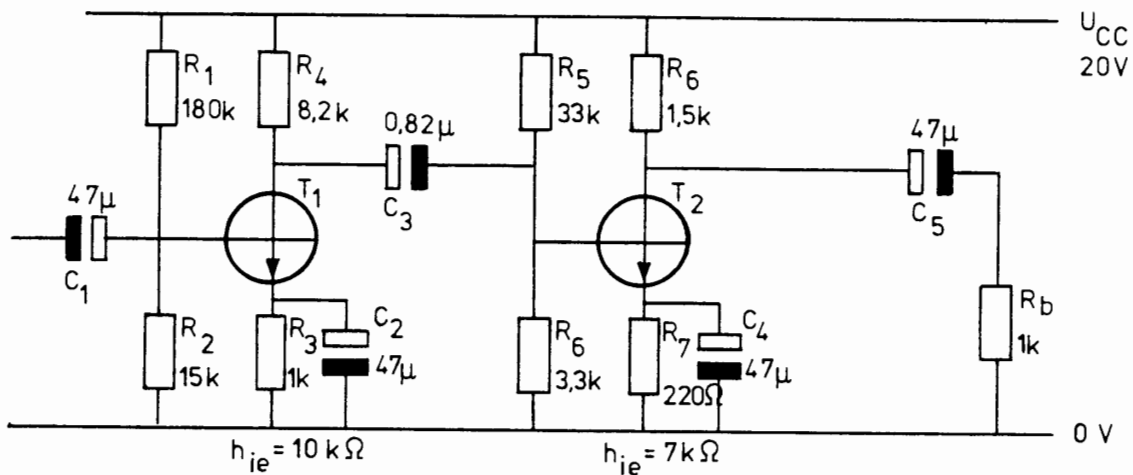 U_CC
20V
R1
180k
R4
8,2k
0,82µ
R5
33k
R6
1,5k
47µ
T1
C3
T2
C5
47µ
C1
R2
15k
R3
1k
C2
47µ
R6
3,3k
R7
220Ω
C4
47µ
Rb
1k
0 V
h_ie = 10 kΩ
h_ie = 7kΩ